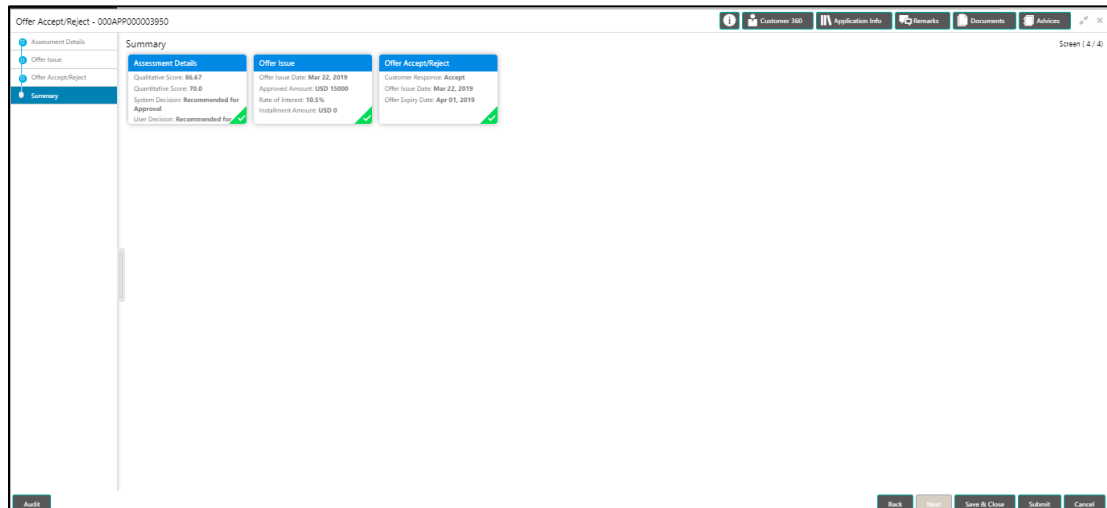 Offer Accept/Reject - 000APP000003950
Customer 360
Application Info
Remarks
Documents
Advices
Assessment Details
Offer Issue
Offer Accept/Reject
Summary
Summary
Screen ( 4 / 4)
Assessment Details
Qualitative Score: 86.67
Quantitative Score: 70.0
System Decision: Recommended for
Approval
User Decision: Recommended for
Offer Issue
Offer Issue Date: Mar 22, 2019
Approved Amount: USD 15000
Rate of Interest: 10.5%
Installment Amount: USD 0
Offer Accept/Reject
Customer Response: Accept
Offer Issue Date: Mar 22, 2019
Offer Expiry Date: Apr 01, 2019
Audit
Back
Next
Save & Close
Submit
Cancel